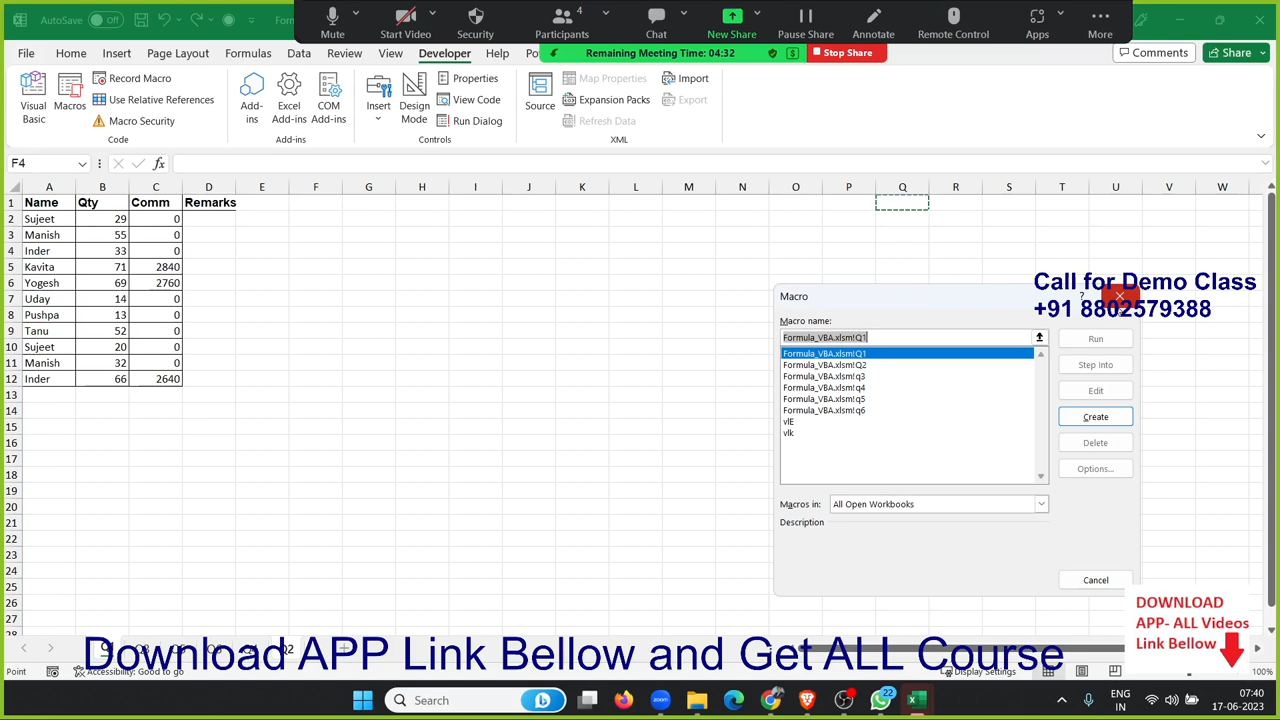 AutoSave Off For
Mute
Start Video
Security
4
Participants
Chat
New Share
Pause Share
Annotate
Remote Control
Apps
More
File Home Insert Page Layout Formulas Data Review View Developer Help
Remaining Meeting Time: 04:32
Stop Share
Comments
Share
Visual Basic
Macros
Record Macro
Use Relative References
Macro Security
Code
Add-ins
Excel Add-ins
COM Add-ins
Add-ins
Insert
Design Mode
Properties
View Code
Run Dialog
Controls
Source
Map Properties
Expansion Packs
Refresh Data
Import
Export
XML
F4
fx
A B C D E F G H I J K L M N O P Q R S T U V W
1 Name Qty Comm Remarks
2 Sujeet 29 0
3 Manish 55 0
4 Inder 33 0
5 Kavita 71 2840
6 Yogesh 69 2760
7 Uday 14 0
8 Pushpa 13 0
9 Tanu 52 0
10 Sujeet 20 0
11 Manish 32 0
12 Inder 66 2640
13
14
15
16
17
18
19
20
21
22
23
24
25
26
27
28
Call for Demo Class
+91 8802579388
Macro
?
Macro name:
Formula_VBA.xlsm!Q1
Formula_VBA.xlsm!Q1
Formula_VBA.xlsm!Q2
Formula_VBA.xlsm!q3
Formula_VBA.xlsm!q4
Formula_VBA.xlsm!q5
Formula_VBA.xlsm!q6
vlE
vlk
Run
Step Into
Edit
Create
Delete
Options...
Macros in: All Open Workbooks
Description
Cancel
DOWNLOAD
APP- ALL Videos
Link Bellow
Q2
Download APP Link Bellow and Get ALL Course
Point
Accessibility: Good to go
Display Settings
100%
Search
zoom
22
ENG
IN
07:40
17-06-2023